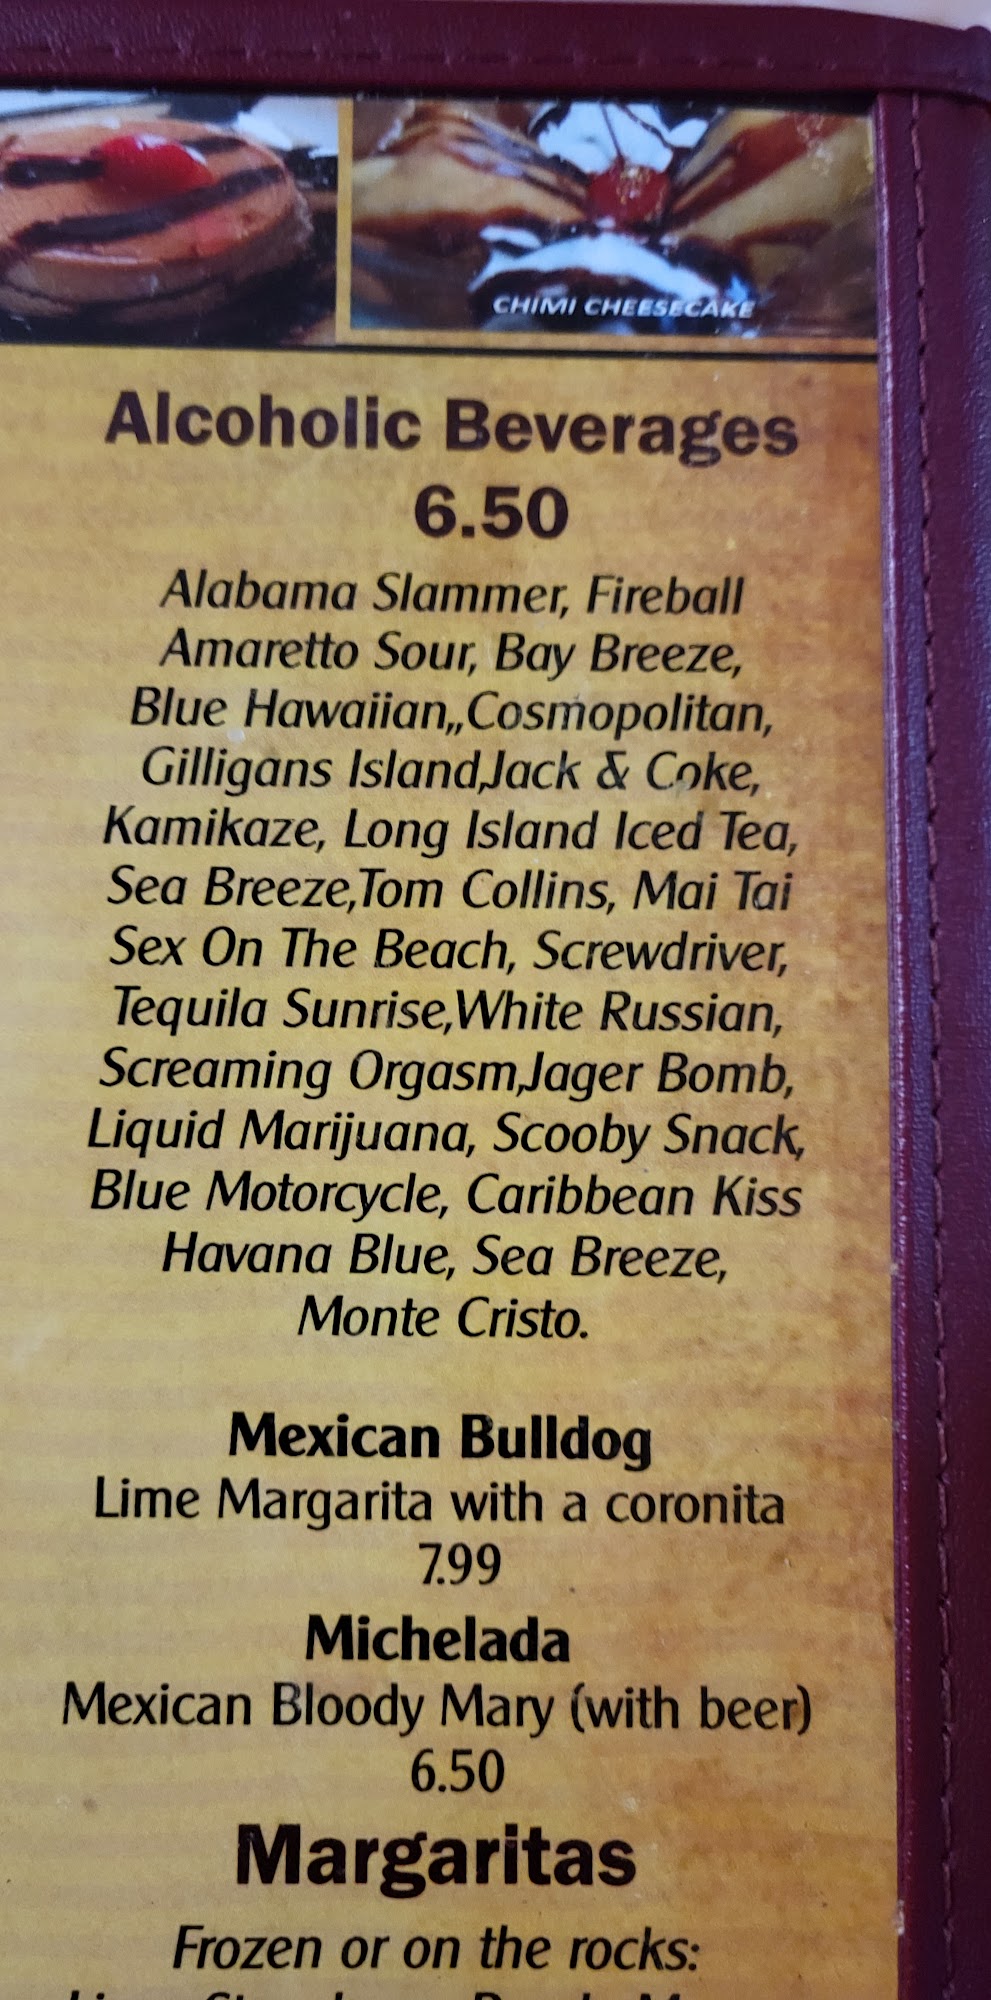 CHIMI CHEESECAKE
Alcoholic Beverages
6.50
Alabama Slammer, Fireball
Amaretto Sour, Bay Breeze,
Blue Hawaiian,,Cosmopolitan,
Gilligans Island,Jack & Coke,
Kamikaze, Long Island Iced Tea,
Sea Breeze,Tom Collins, Mai Tai
Sex On The Beach, Screwdriver,
Tequila Sunrise,White Russian,
Screaming Orgasm,Jager Bomb,
Liquid Marijuana, Scooby Snack,
Blue Motorcycle, Caribbean Kiss
Havana Blue, Sea Breeze,
Monte Cristo.
Mexican Bulldog
Lime Margarita with a coronita
7.99
Michelada
Mexican Bloody Mary (with beer)
6.50
Margaritas
Frozen or on the rocks: